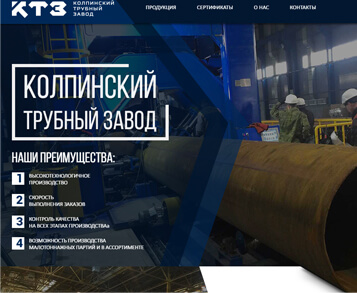 КТЗ
КОЛПИНСКИЙ
ТРУБНЫЙ
ЗАВОД
ПРОДУКЦИЯ СЕРТИФИКАТЫ О НАС КОНТАКТЫ
КОЛПИНСКИЙ
ТРУБНЫЙ ЗАВОД
НАШИ ПРЕИМУЩЕСТВА:
1 ВЫСОКОТЕХНОЛОГИЧНОЕ
ПРОИЗВОДСТВО
2 СКОРОСТЬ
ВЫПОЛНЕНИЯ ЗАКАЗОВ
3 КОНТРОЛЬ КАЧЕСТВА
НА ВСЕХ ЭТАПАХ ПРОИЗВОДСТВАа
4 ВОЗМОЖНОСТЬ ПРОИЗВОДСТВА
МАЛОТОННАЖНЫХ ПАРТИЙ И В АССОРТИМЕНТЕ